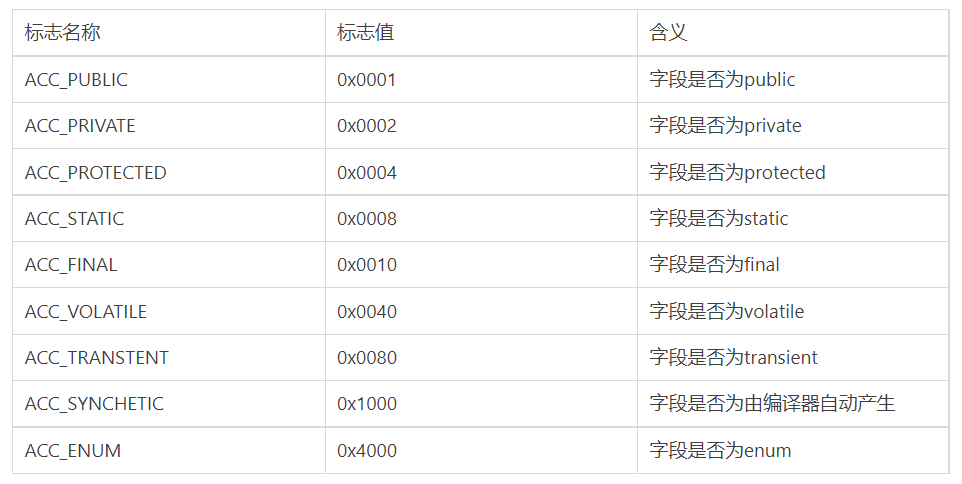 标志名称 标志值 含义
ACC_PUBLIC 0x0001 字段是否为public
ACC_PRIVATE 0x0002 字段是否为private
ACC_PROTECTED 0x0004 字段是否为protected
ACC_STATIC 0x0008 字段是否为static
ACC_FINAL 0x0010 字段是否为final
ACC_VOLATILE 0x0040 字段是否为volatile
ACC_TRANSTENT 0x0080 字段是否为transient
ACC_SYNCHETIC 0x1000 字段是否为由编译器自动产生
ACC_ENUM 0x4000 字段是否为enum